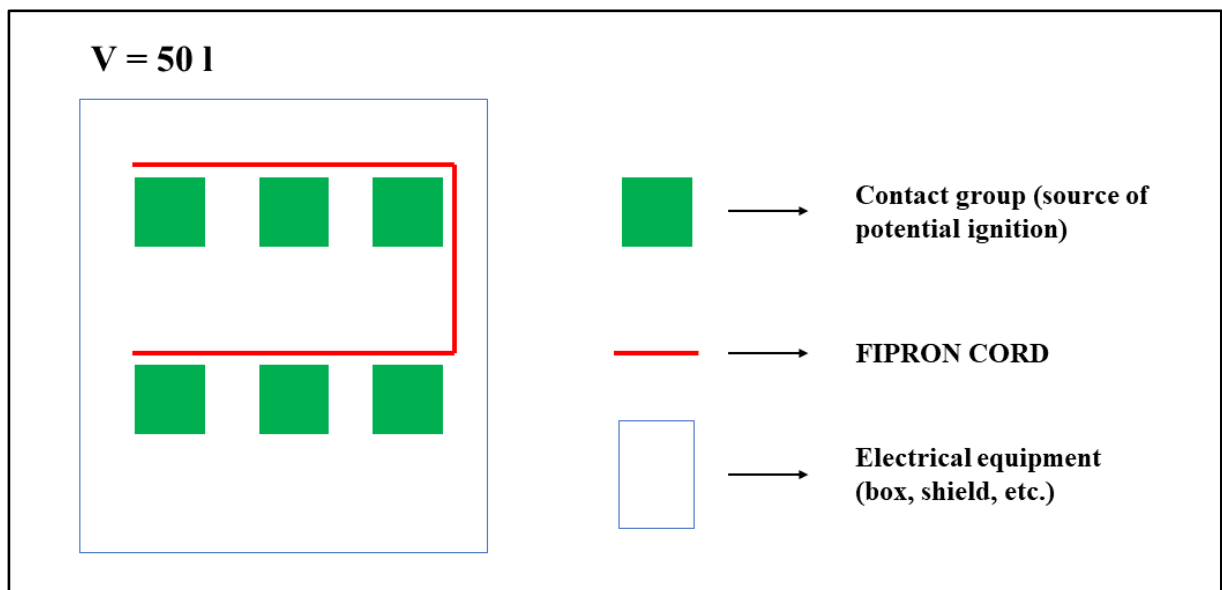 V = 50 l
Contact group (source of
potential ignition)
FIPRON CORD
Electrical equipment
(box, shield, etc.)